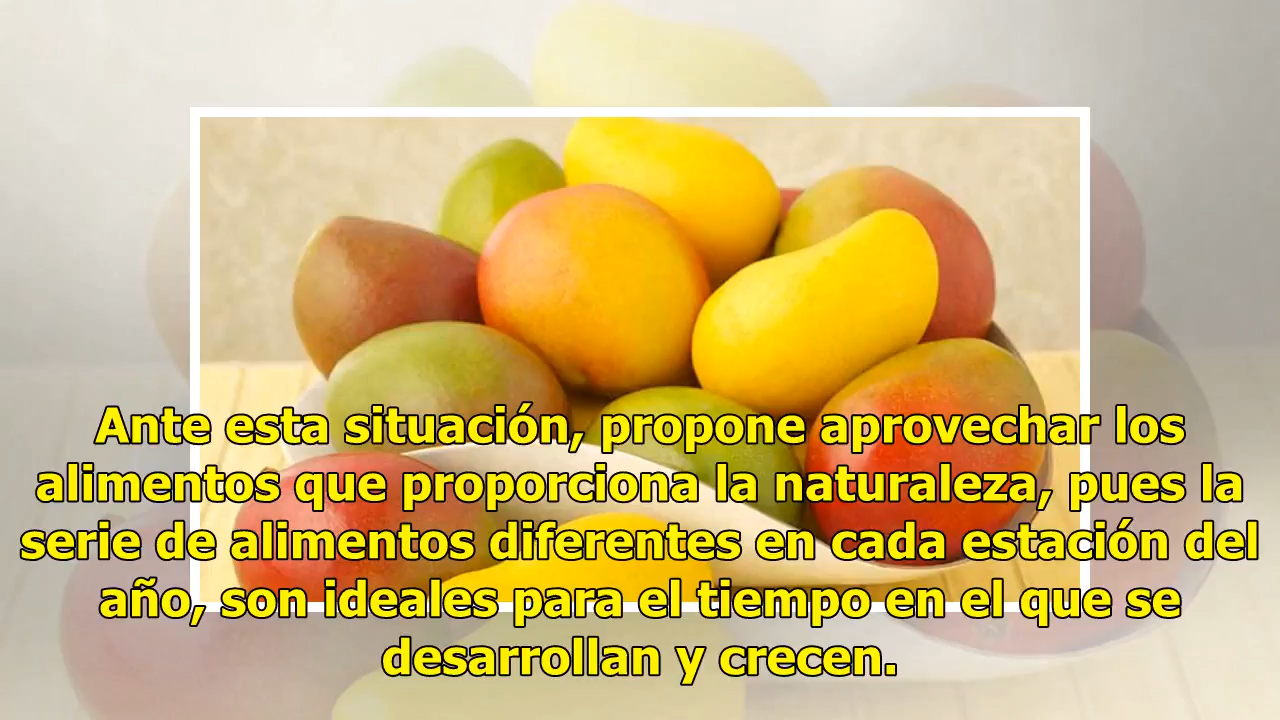 Ante esta situación, propone aprovechar los
alimentos que proporciona la naturaleza, pues la
serie de alimentos diferentes en cada estación del
año, son ideales para el tiempo en el que se
desarrollan y crecen.